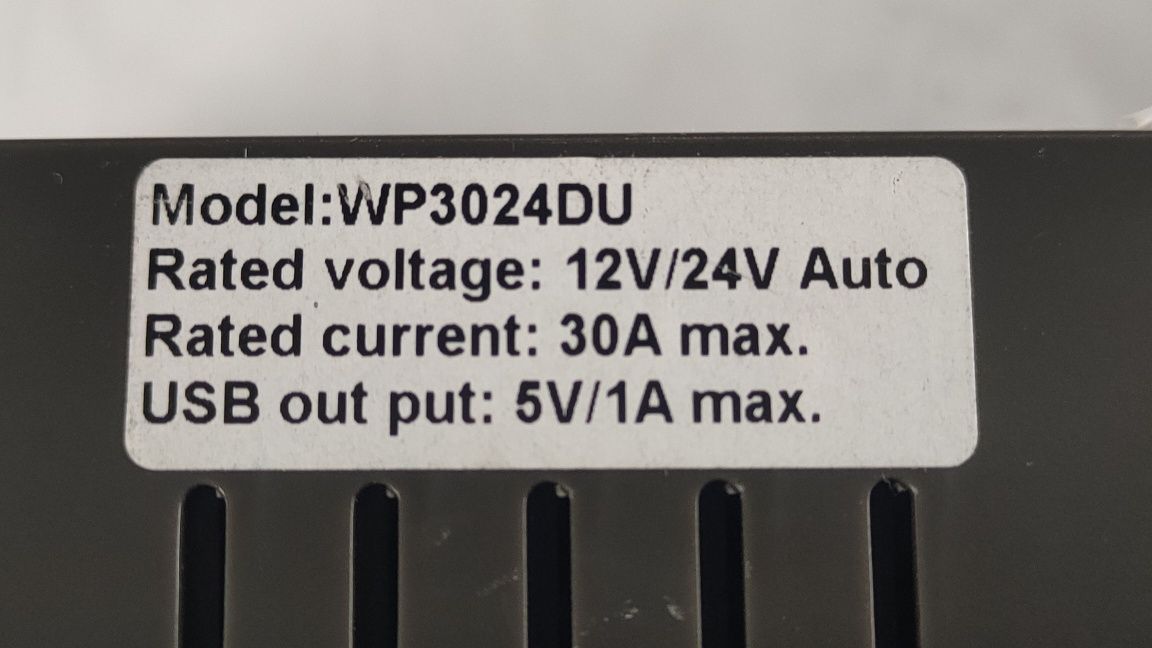 Model:WP3024DU
Rated voltage: 12V/24V Auto
Rated current: 30A max.
USB out put: 5V/1A max.